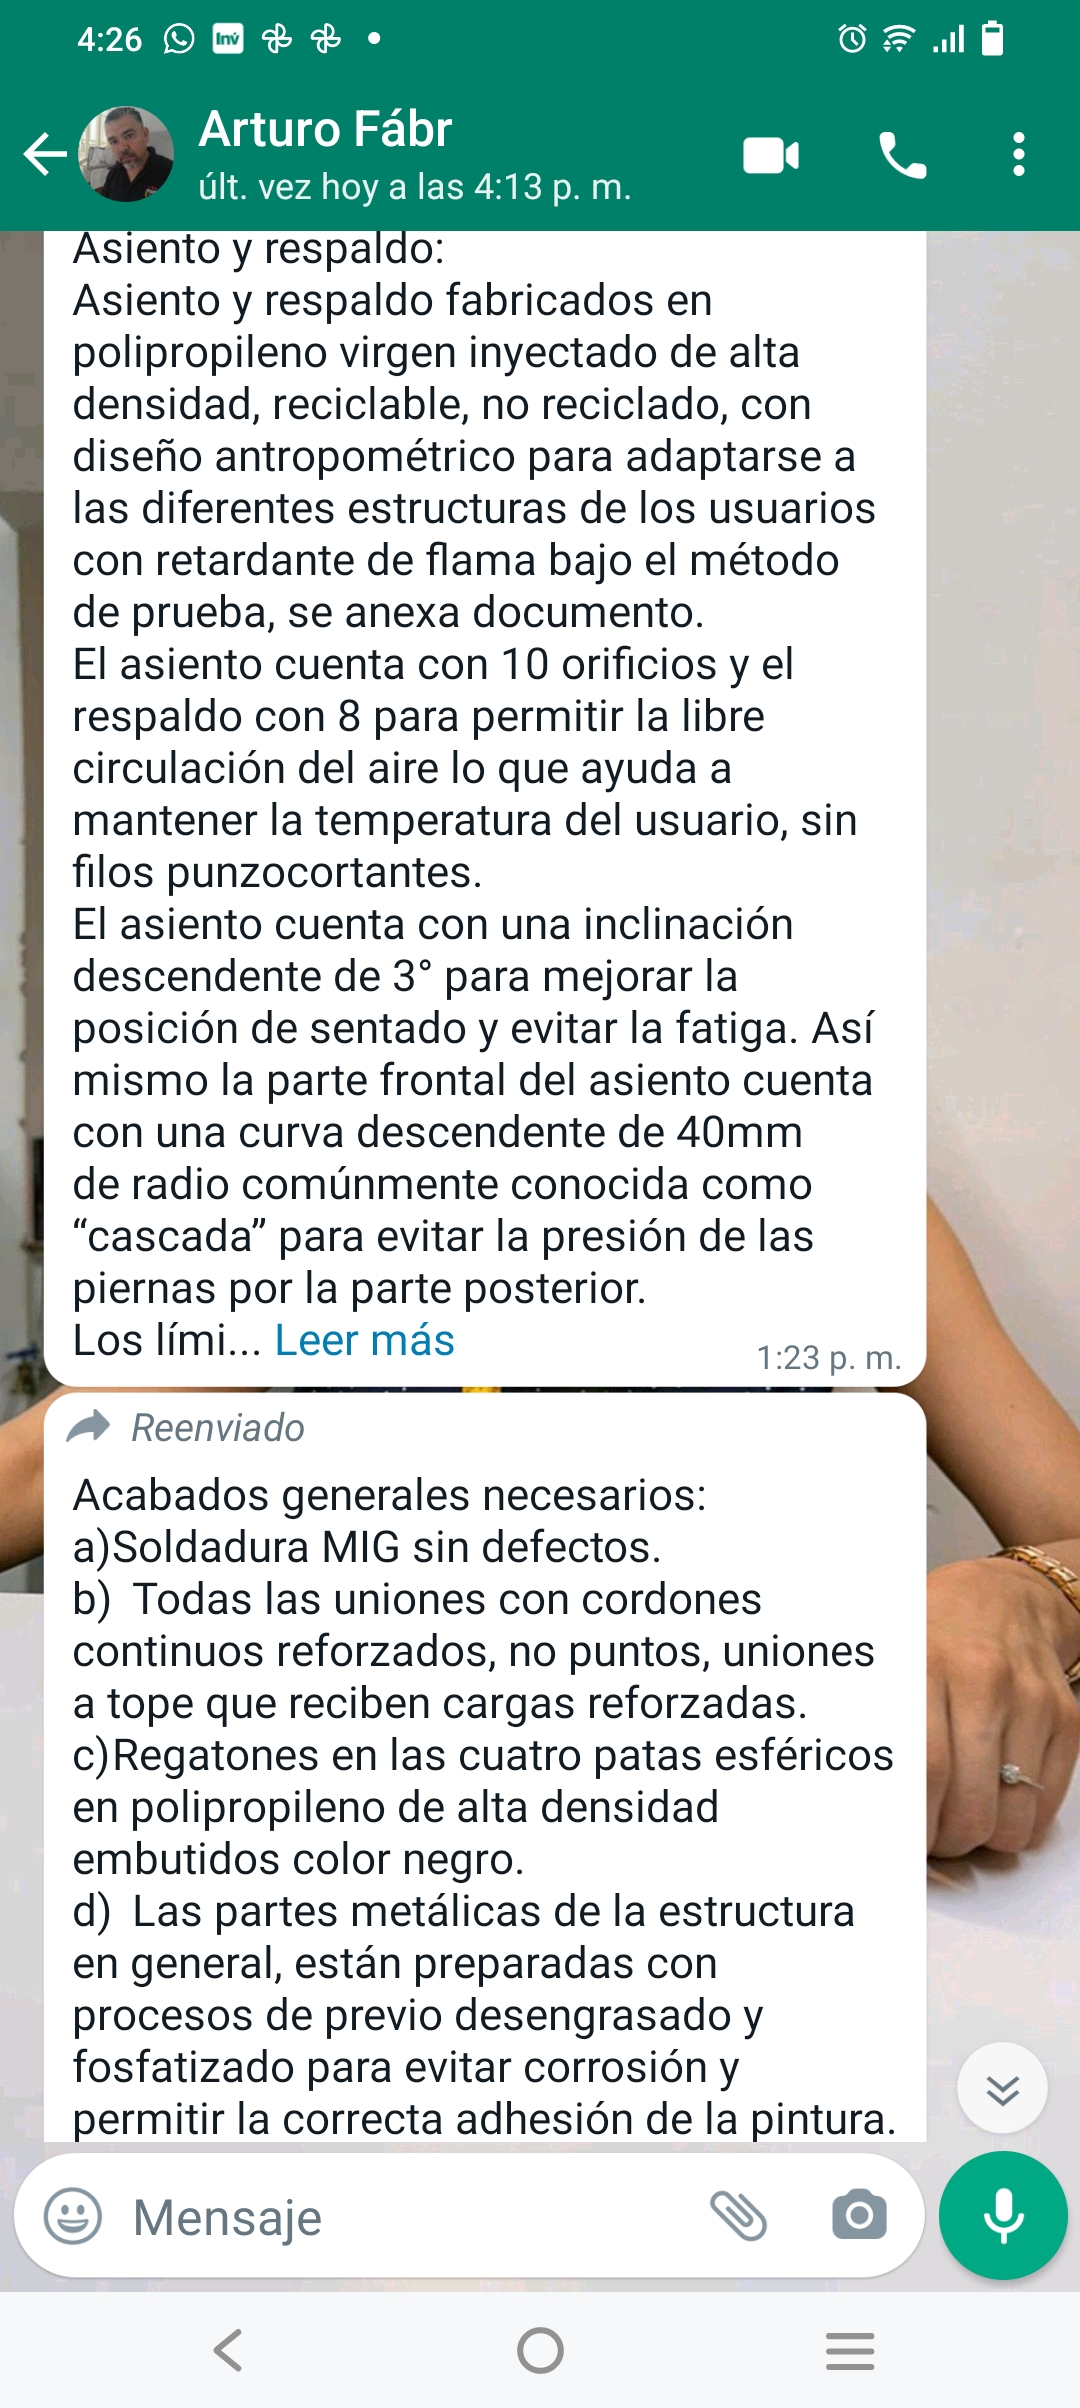 4:26
Inv
Arturo Fábr
últ. vez hoy a las 4:13 p. m.
Asiento y respaldo:
Asiento y respaldo fabricados en
polipropileno virgen inyectado de alta
densidad, reciclable, no reciclado, con
diseño antropométrico para adaptarse a
las diferentes estructuras de los usuarios
con retardante de flama bajo el método
de prueba, se anexa documento.
El asiento cuenta con 10 orificios y el
respaldo con 8 para permitir la libre
circulación del aire lo que ayuda a
mantener la temperatura del usuario, sin
filos punzocortantes.
El asiento cuenta con una inclinación
descendente de 3° para mejorar la
posición de sentado y evitar la fatiga. Así
mismo la parte frontal del asiento cuenta
con una curva descendente de 40mm
de radio comúnmente conocida como
“cascada” para evitar la presión de las
piernas por la parte posterior.
Los lími... Leer más
1:23 p. m.
Reenviado
Acabados generales necesarios:
a)Soldadura MIG sin defectos.
b)  Todas las uniones con cordones
continuos reforzados, no puntos, uniones
a tope que reciben cargas reforzadas.
c)Regatones en las cuatro patas esféricos
en polipropileno de alta densidad
embutidos color negro.
d)  Las partes metálicas de la estructura
en general, están preparadas con
procesos de previo desengrasado y
fosfatizado para evitar corrosión y
permitir la correcta adhesión de la pintura.
Mensaje